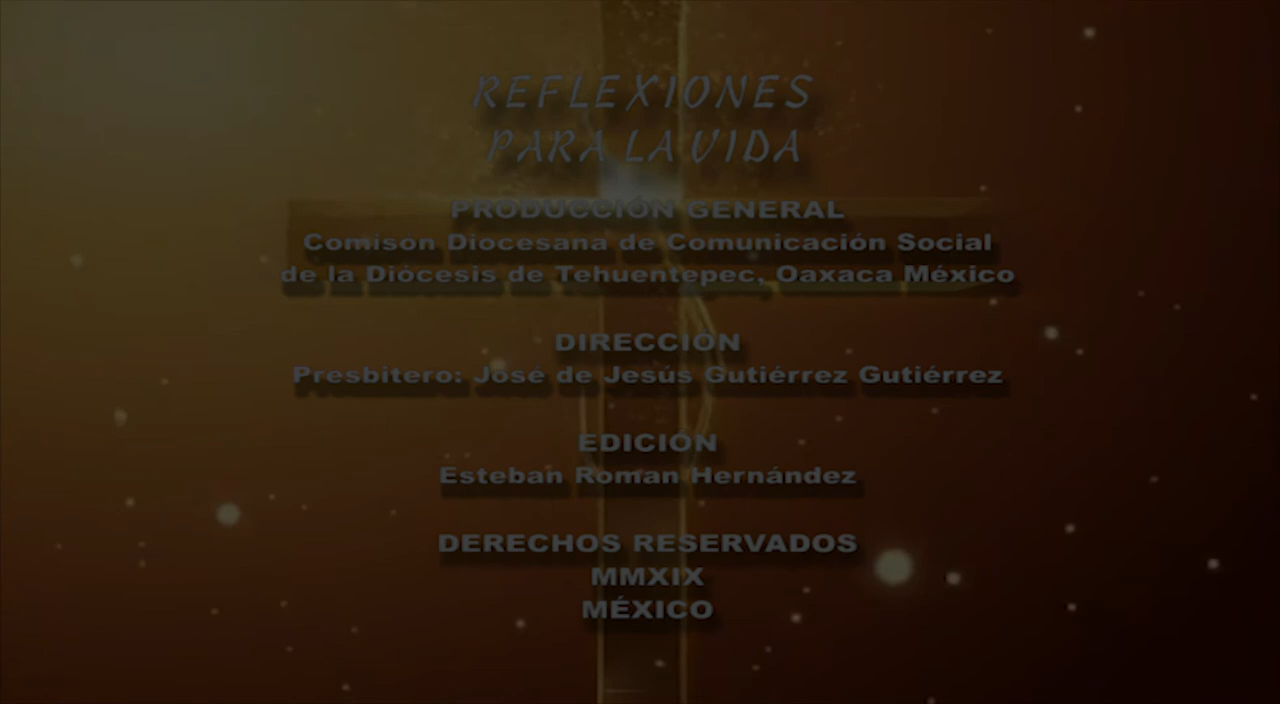 REFLEXIONES
PARA LA VIDA
PRODUCCIÓN GENERAL
Comisón Diocesana de Comunicación Social
de la Diócesis de Tehuentepec, Oaxaca México
DIRECCIÓN
Presbitero: José de Jesús Gutiérrez Gutiérrez
EDICIÓN
Esteban Roman Hernández
DERECHOS RESERVADOS
MMXIX
MÉXICO